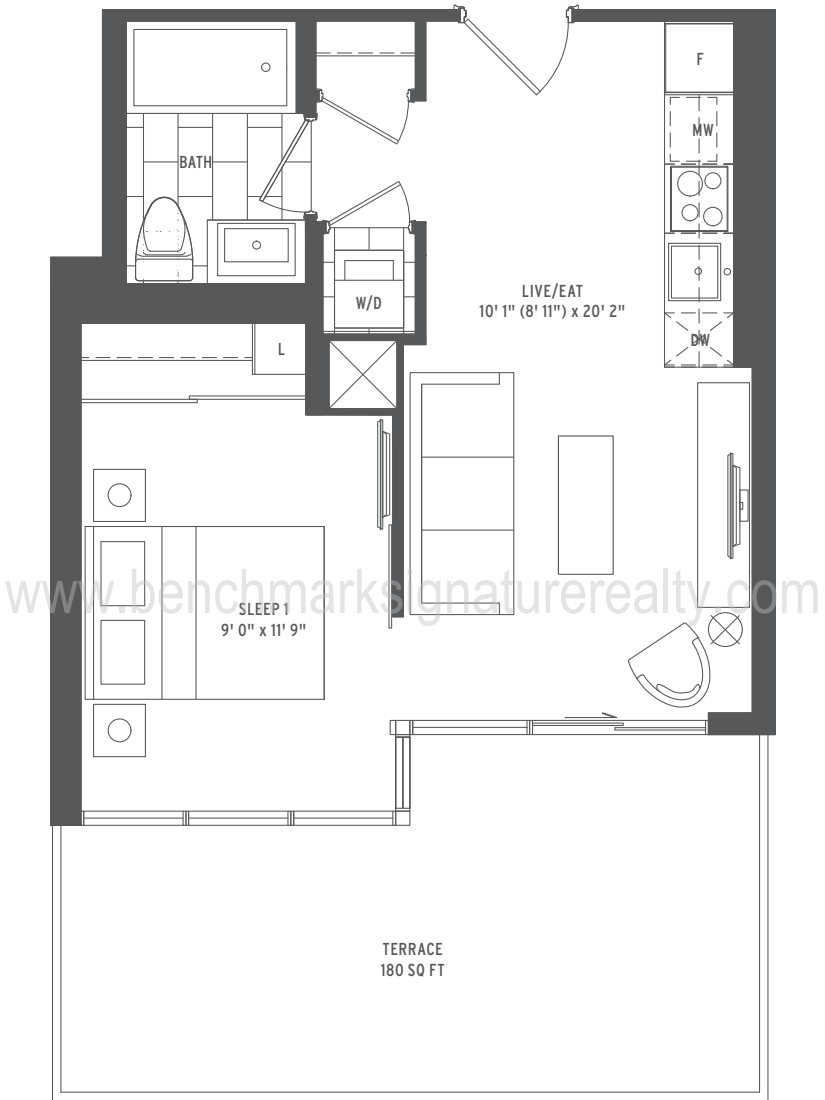 F
MW
BATH
LIVE/EAT
10' 1" (8' 11") x 20' 2"
W/D
DW
L
www.benchmarksignaturerealty.com
SLEEP 1
9' 0" x 11' 9"
TERRACE
180 SQ FT